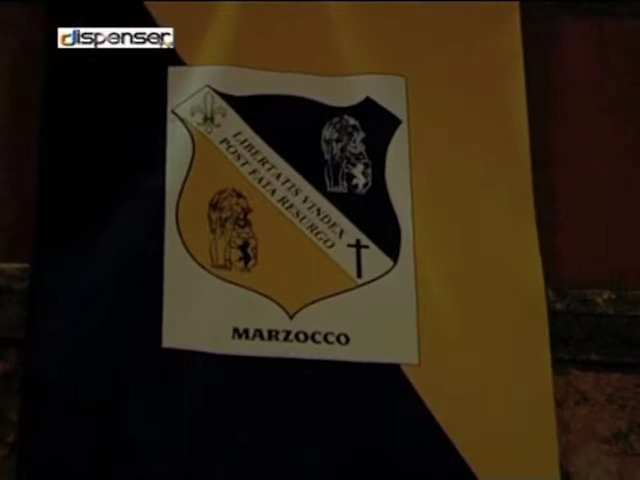 dispenser
LIBERTATIS VINDEX
POST FATA RESURGO
MARZOCCO